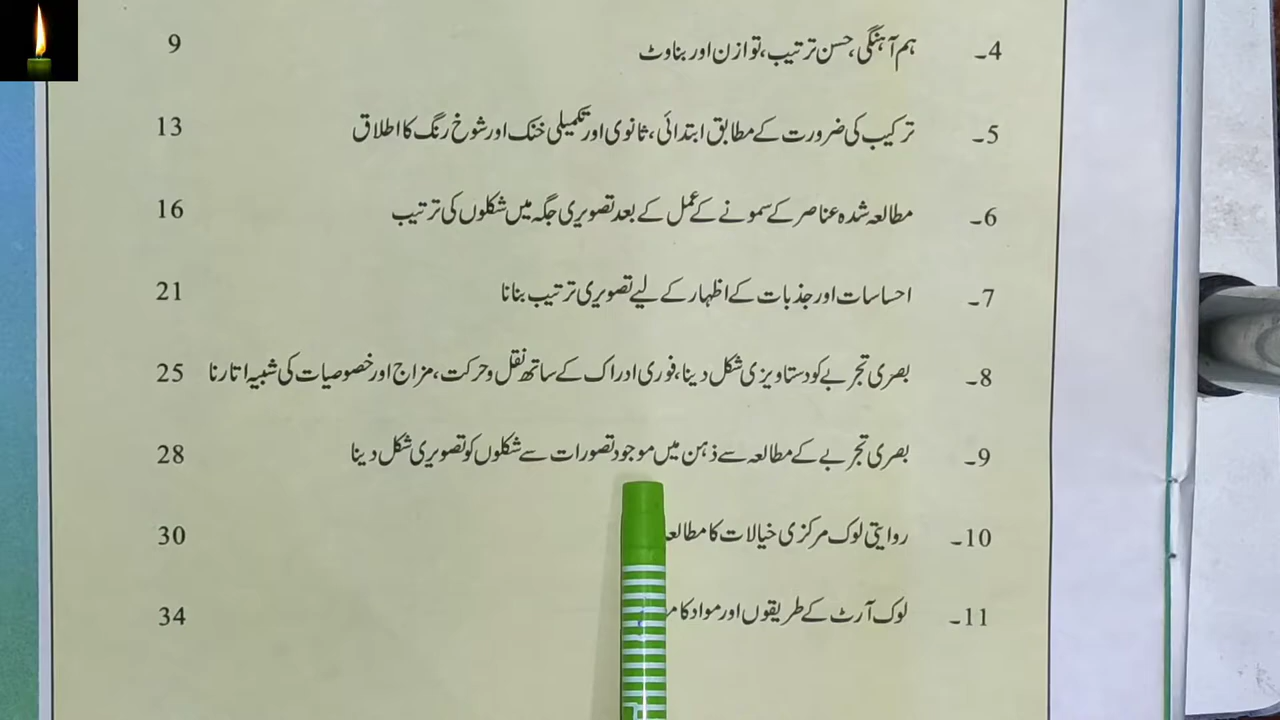 4۔ ہم آہنگی، حسن ترتیب، توازن اور بناوٹ 9
5۔ ترکیب کی ضرورت کے مطابق ابتدائی، ثانوی اور تکمیلی خنک اور شوخ رنگ کا اطلاق 13
6۔ مطالعہ شدہ عناصر کے سمونے کے عمل کے بعد تصویری جگہ میں شکلوں کی ترتیب 16
7۔ احساسات اور جذبات کے اظہار کے لیے تصویری ترتیب بنانا 21
8۔ بصری تجربے کو دستاویزی شکل دینا، فوری ادراک کے ساتھ نقل و حرکت، مزاج اور خصوصیات کی شبیہ اتارنا 25
9۔ بصری تجربے کے مطالعہ سے ذہن میں موجود تصورات سے شکلوں کو تصویری شکل دینا 28
10۔ روایتی لوک مرکزی خیالات کا مطالعہ 30
11۔ لوک آرٹ کے طریقوں اور مواد کا 34